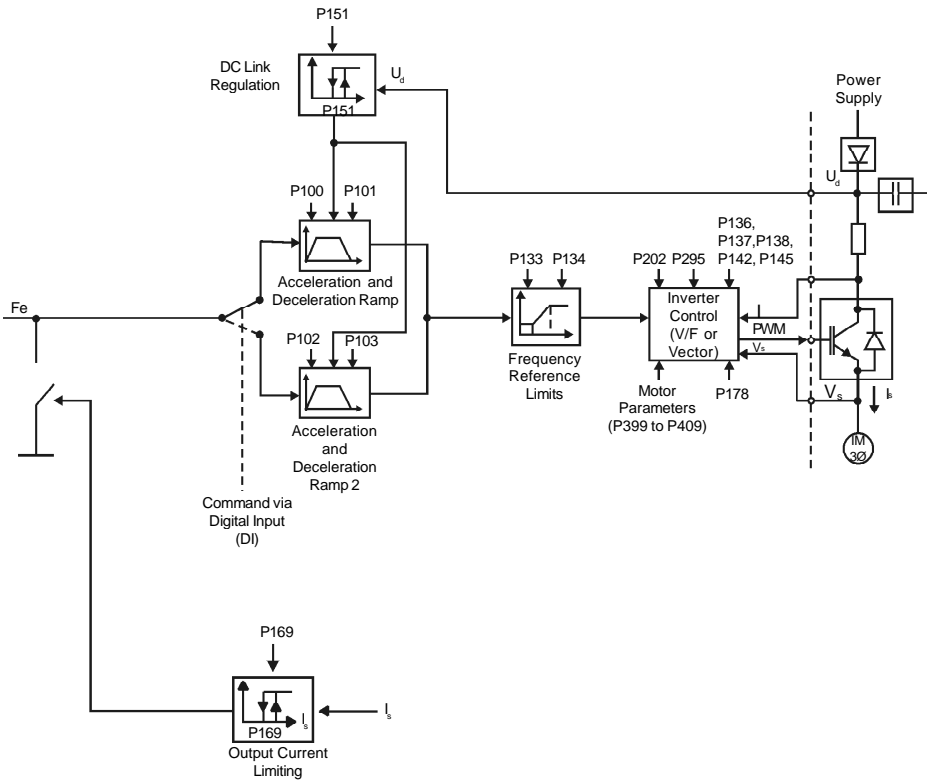 P151
DC Link
Regulation
Ud
P151
Power
Supply
Ud
P100
P101
P136,
P137,P138,
P142, P145
P133
P134
P202
P295
Acceleration and
Deceleration Ramp
Fe
Inverter
Control
(V/F or
Vector)
I
PWM
Vs
P102
P103
Frequency
Reference
Limits
Motor
Parameters
(P399 to P409)
P178
Vs
Is
IM
3Ø
Acceleration
and
Deceleration
Ramp 2
Command via
Digital Input
(DI)
P169
Is
P169
Is
Output Current
Limiting